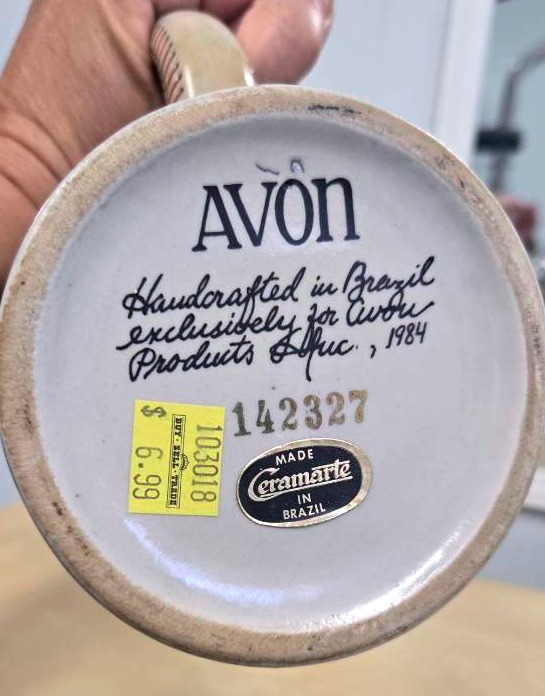 AVON
Handcrafted in Brazil
exclusively for Avon
Products Inc., 1984
142327
103018
BUY · SELL · TRADE
$ 6.99
MADE
Ceramarte
IN
BRAZIL